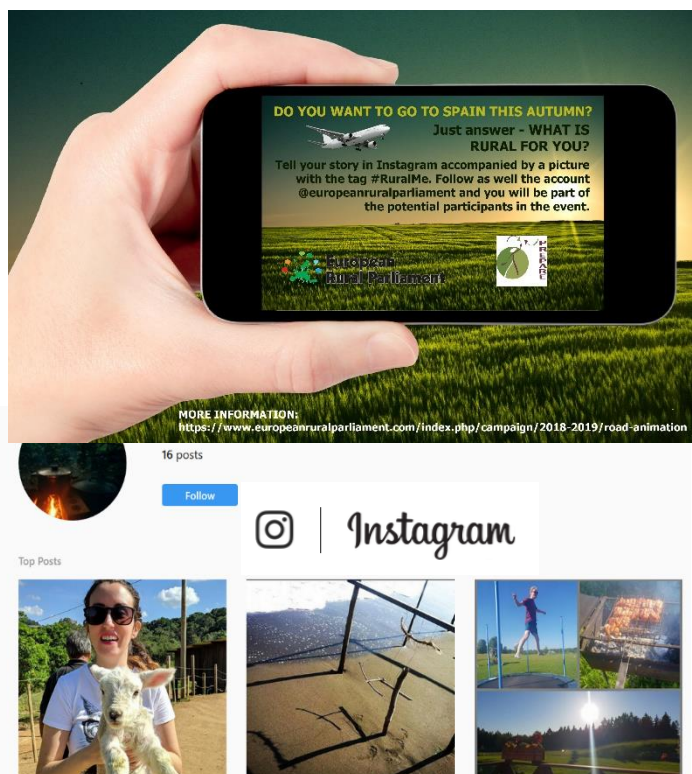 DO YOU WANT TO GO TO SPAIN THIS AUTUMN?
Just answer - WHAT IS
RURAL FOR YOU?
Tell your story in Instagram accompanied by a picture
with the tag #RuralMe. Follow as well the account
@europeanruralparliament and you will be part of
the potential participants in the event.
European
Rural Parliament
PREPARE
MORE INFORMATION:
https://www.europeanruralparliament.com/index.php/campaign/2018-2019/road-animation
16 posts
Follow
Instagram
Top Posts